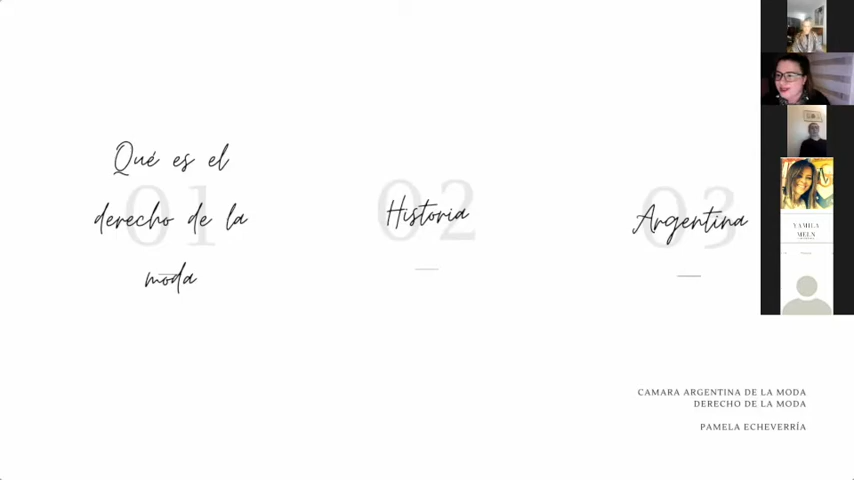 01
Qué es el
derecho de la
moda
02
Historia
03
Argentina
YAMILA
CAMARA ARGENTINA DE LA MODA
DERECHO DE LA MODA
PAMELA ECHEVERRÍA